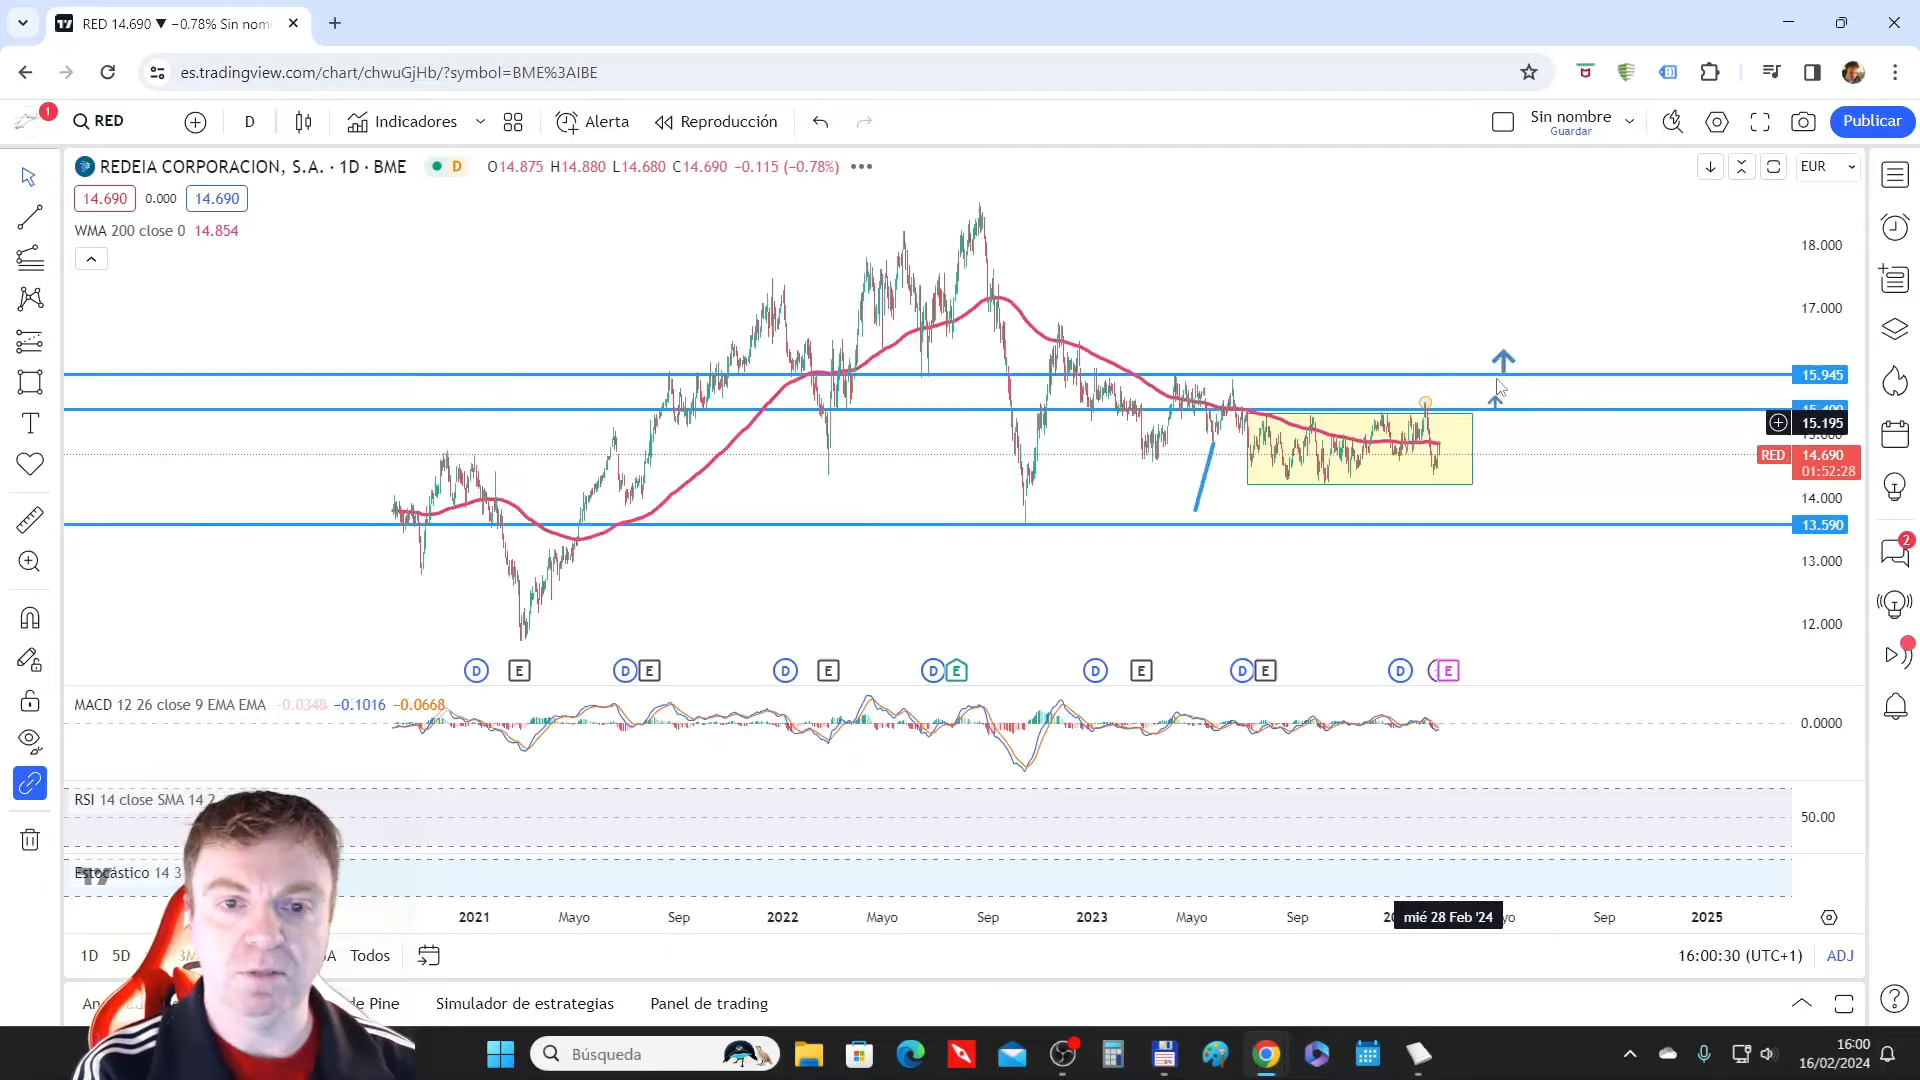 RED 14.690 ▼ −0.78% Sin nom
es.tradingview.com/chart/chwuGjHb/?symbol=BME%3AIBE
1
RED
D
Indicadores
Alerta
Reproducción
Sin nombre
Guardar
Publicar
REDEIA CORPORACION, S.A. · 1D · BME
D
O14.875 H14.880 L14.680 C14.690 −0.115 (−0.78%)
EUR
14.690 0.000 14.690
WMA 200 close 0 14.854
18.000
17.000
15.945
15.195
RED 14.690
01:52:28
14.000
13.590
13.000
12.000
D E D E D E D E D E D E D E
MACD 12 26 close 9 EMA EMA −0.0348 −0.1016 −0.0668
0.0000
RSI 14 close SMA 14 2
50.00
Estocástico 14 3
2021 Mayo Sep 2022 Mayo Sep 2023 Mayo Sep mié 28 Feb '24 Sep 2025
1D 5D Todos
16:00:30 (UTC+1) ADJ
de Pine Simulador de estrategias Panel de trading
2
Búsqueda
16:00
16/02/2024